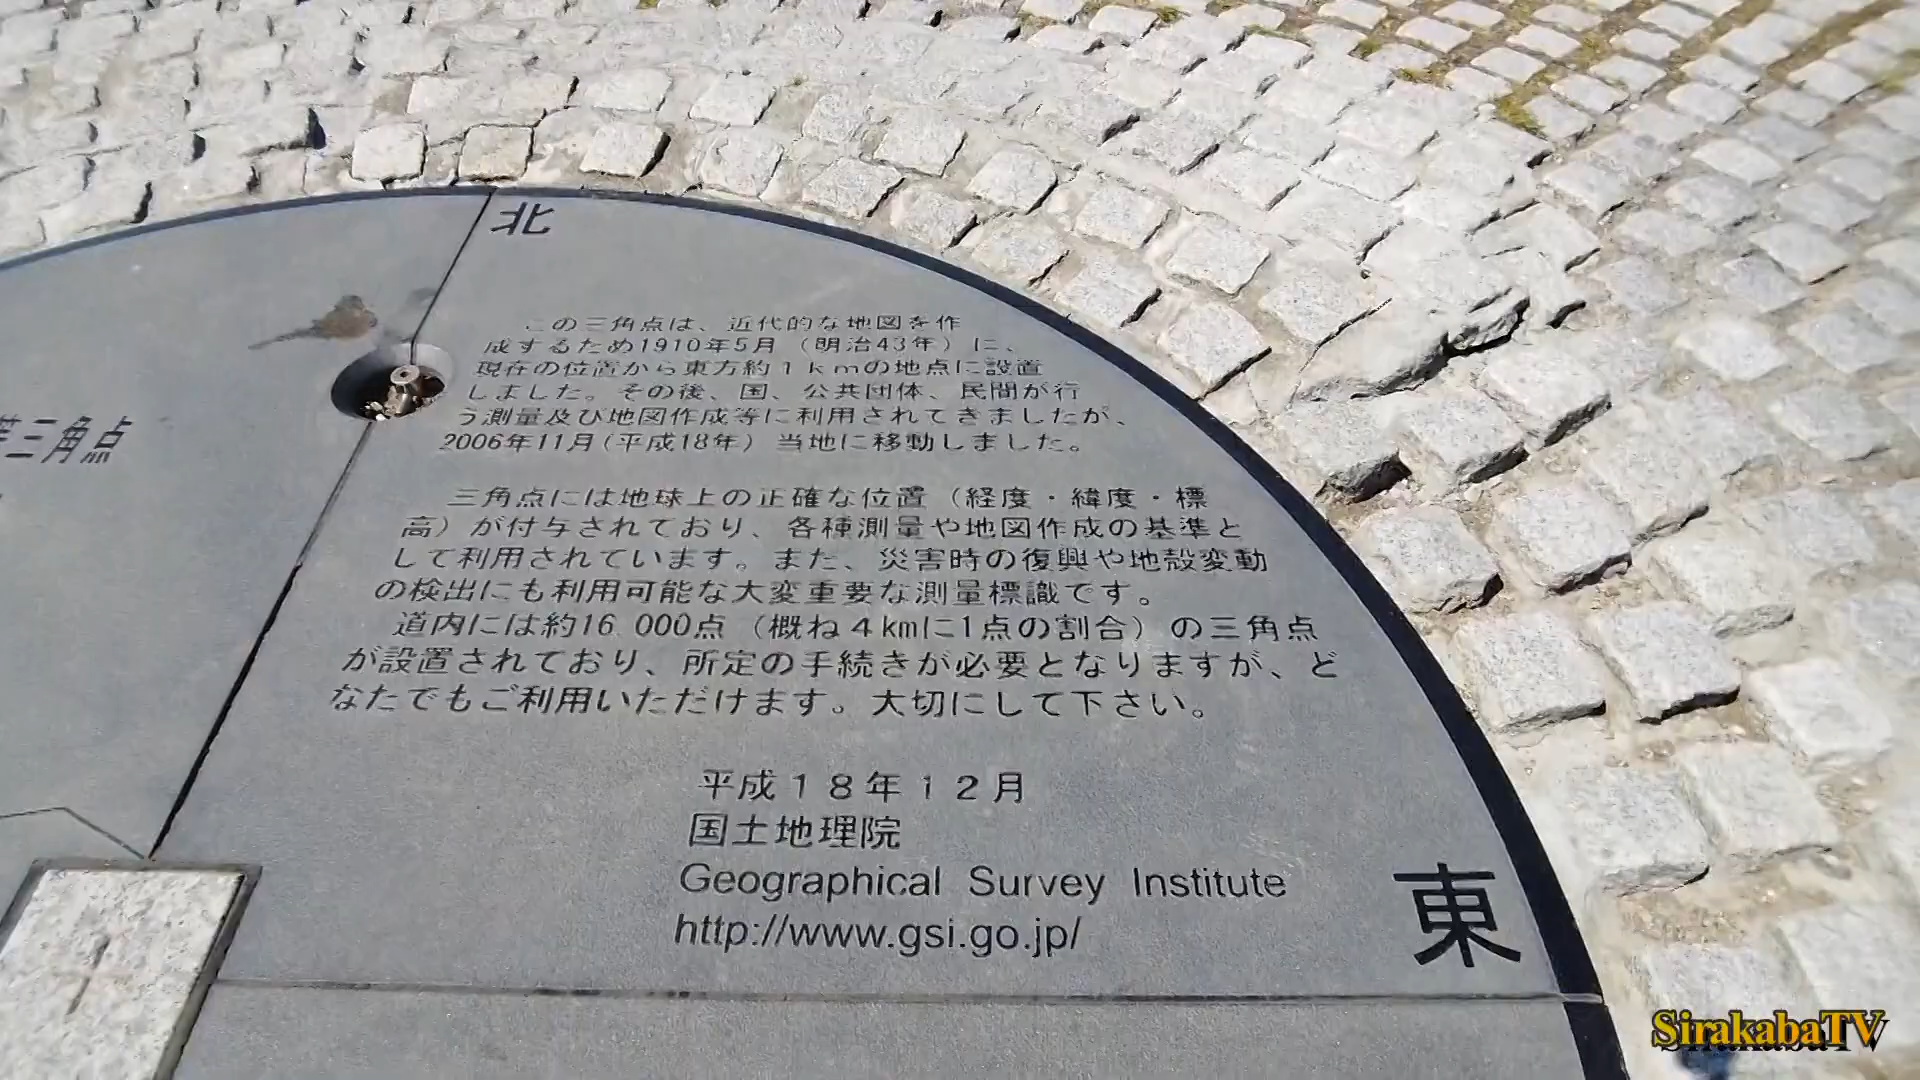 北
この三角点は、近代的な地図を作
成するため1910年5月（明治43年）に、
現在の位置から東方約１ｋｍの地点に設置
しました。その後、国、公共団体、民間が行
う測量及び地図作成等に利用されてきましたが、
2006年11月(平成18年）当地に移動しました。
三角点には地球上の正確な位置（経度・緯度・標
高）が付与されており、各種測量や地図作成の基準と
して利用されています。また、災害時の復興や地殻変動
の検出にも利用可能な大変重要な測量標識です。
道内には約16 000点（概ね４kmに1点の割合）の三角点
が設置されており、所定の手続きが必要となりますが、ど
なたでもご利用いただけます。大切にして下さい。
平成１８年１２月
国土地理院
Geographical Survey Institute
http://www.gsi.go.jp/
東
三角点
SirakabaTV